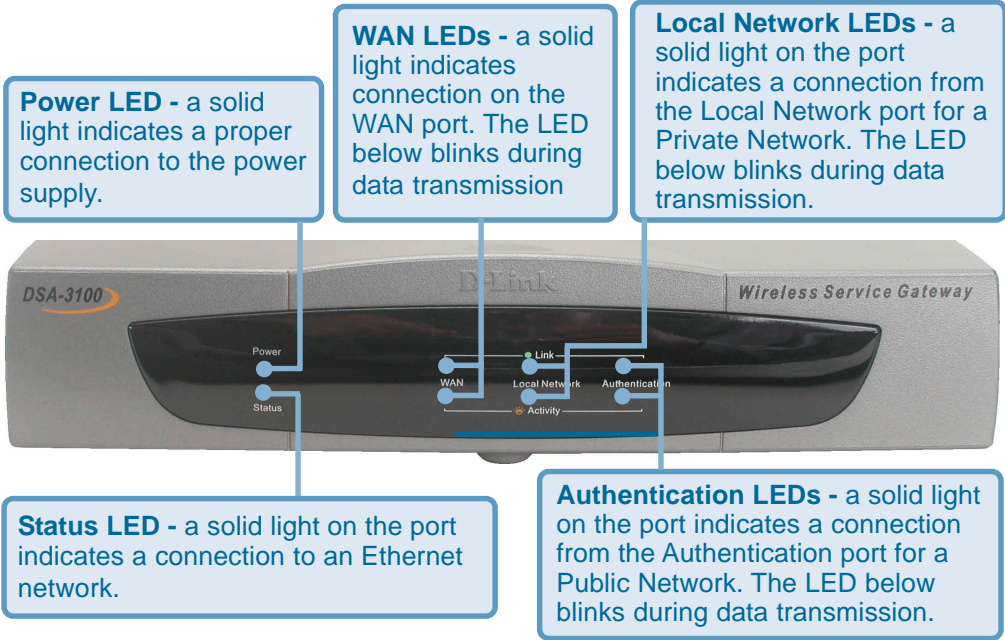 Power LED - a solid
light indicates a proper
connection to the power
supply.
WAN LEDs - a solid
light indicates
connection on the
WAN port. The LED
below blinks during
data transmission
Local Network LEDs - a
solid light on the port
indicates a connection from
the Local Network port for a
Private Network. The LED
below blinks during data
transmission.
D-Link
DSA-3100
Wireless Service Gateway
Power
Status
Link
WAN
Local Network
Authentication
Activity
Status LED - a solid light on the port
indicates a connection to an Ethernet
network.
Authentication LEDs - a solid light
on the port indicates a connection
from the Authentication port for a
Public Network. The LED below
blinks during data transmission.